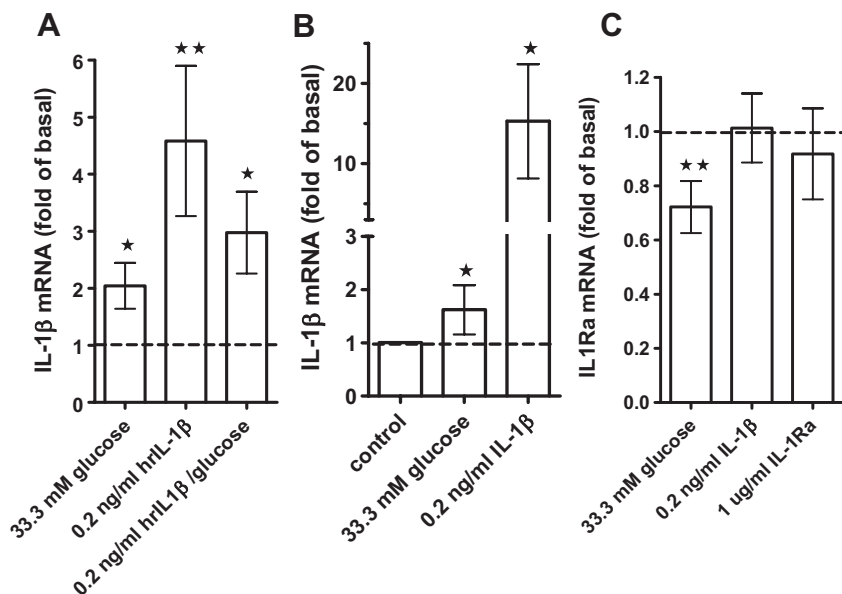 A
IL-1β mRNA (fold of basal)
6
5
4
3
2
1
0
★
★★
★
33.3 mM glucose
0.2 ng/ml hrIL-1β
0.2 ng/ml hrIL1β /glucose
B
IL-1β mRNA (fold of basal)
15
10
3
2
1
0
★
★
control
33.3 mM glucose
0.2 ng/ml IL-1β
C
IL1Ra mRNA (fold of basal)
1.2
1.0
0.8
0.6
0.4
0.2
0.0
★★
33.3 mM glucose
0.2 ng/ml IL-1β
1 ug/ml IL-1Ra